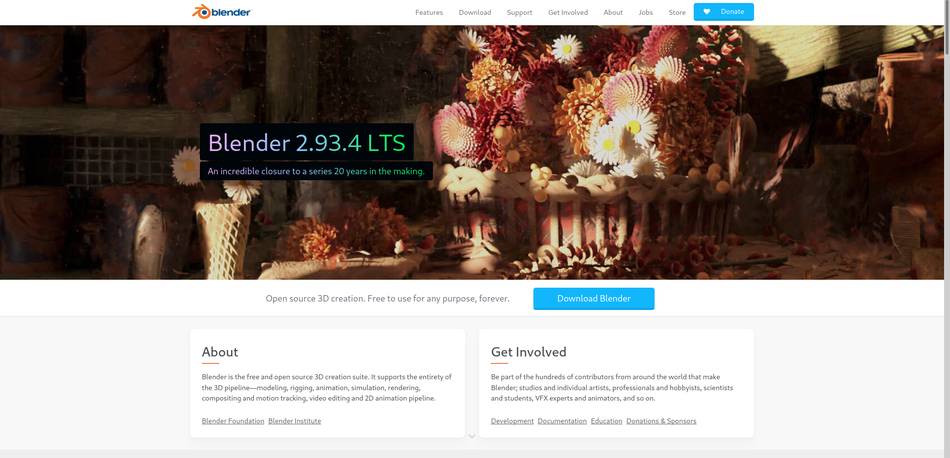 blender
Features Download Support Get Involved About Jobs Store Donate
Blender 2.93.4 LTS
An incredible closure to a series 20 years in the making.
Open source 3D creation. Free to use for any purpose, forever. Download Blender
About
Blender is the free and open source 3D creation suite. It supports the entirety of
the 3D pipeline—modeling, rigging, animation, simulation, rendering,
compositing and motion tracking, video editing and 2D animation pipeline.
Blender Foundation Blender Institute
Get Involved
Be part of the hundreds of contributors from around the world that make
Blender; studios and individual artists, professionals and hobbyists, scientists
and students, VFX experts and animators, and so on.
Development Documentation Education Donations & Sponsors